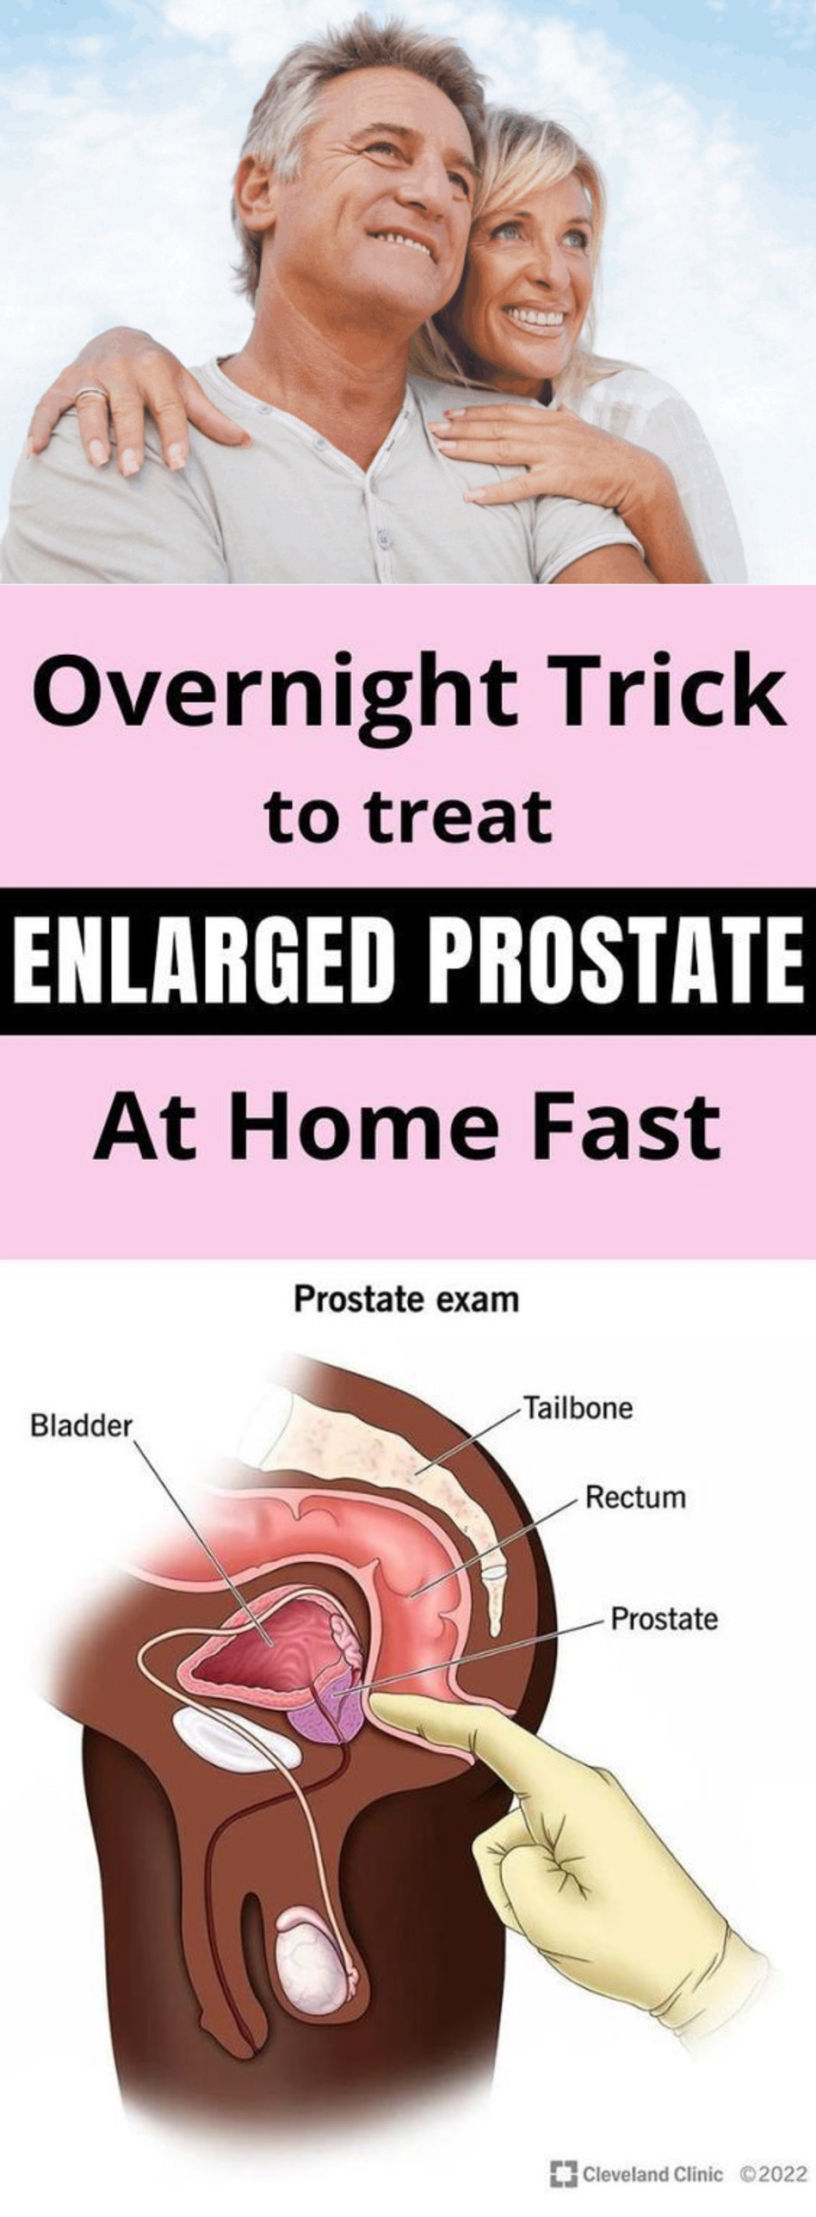 Overnight Trick
to treat
ENLARGED PROSTATE
At Home Fast
Prostate exam
Tailbone
Bladder
Rectum
Prostate
Cleveland Clinic ©2022